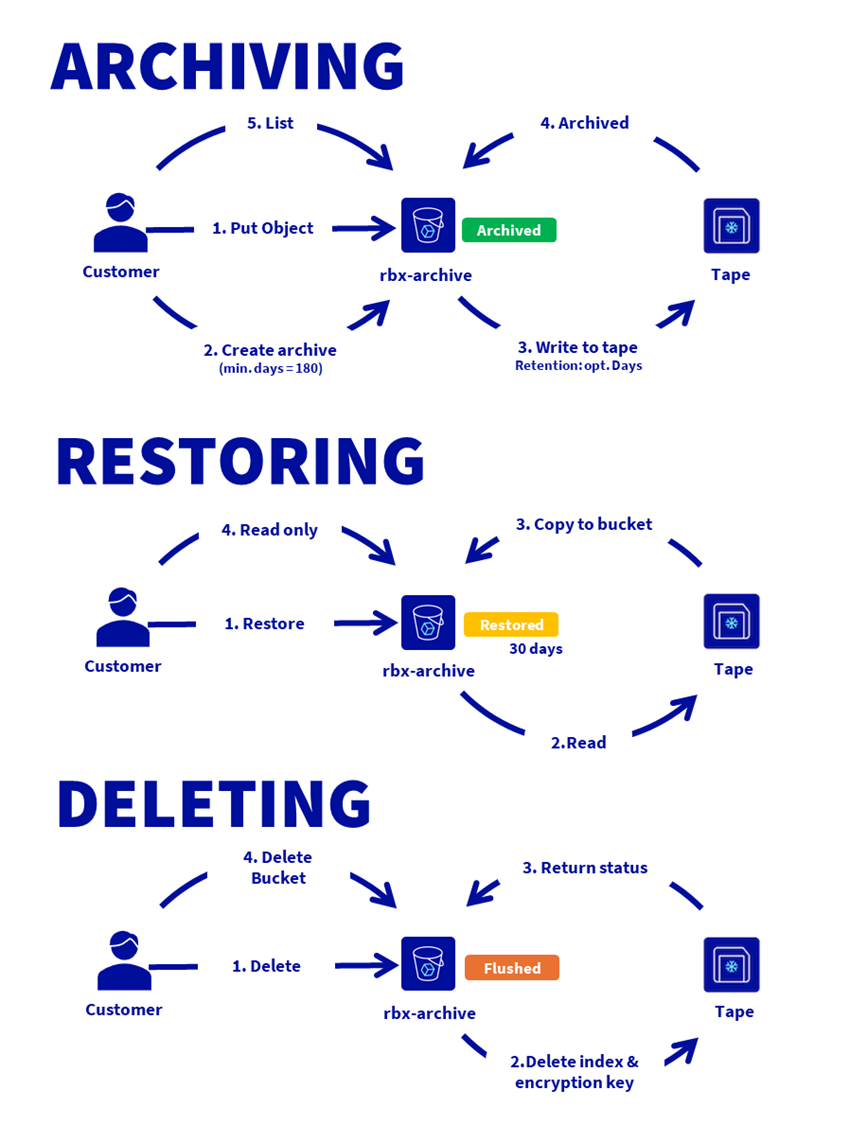 ARCHIVING
5. List
4. Archived
1. Put Object
Archived
Customer
rbx-archive
Tape
2. Create archive
(min. days = 180)
3. Write to tape
Retention: opt. Days
RESTORING
4. Read only
3. Copy to bucket
1. Restore
Restored
30 days
Customer
rbx-archive
Tape
2.Read
DELETING
4. Delete
Bucket
3. Return status
1. Delete
Flushed
Customer
rbx-archive
Tape
2.Delete index &
encryption key